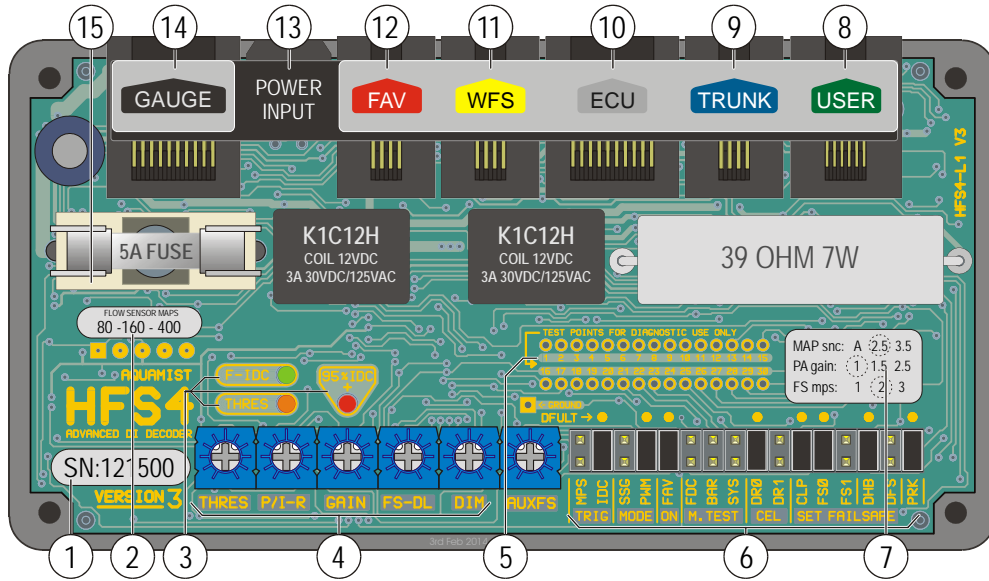 15 14 13 12 11 10 9 8
GAUGE
POWER
INPUT
FAV
WFS
ECU
TRUNK
USER
HFS4-L1 V3
5A FUSE
K1C12H
COIL 12VDC
3A 30VDC/125VAC
K1C12H
COIL 12VDC
3A 30VDC/125VAC
39 OHM 7W
FLOW SENSOR MAPS
80 -160 - 400
AQUAMIST
HFS4
ADVANCED DI DECODER
F-IDC
THRES
95%IDC
+
TEST POINTS FOR DIAGNOSTIC USE ONLY
1 2 3 4 5 6 7 8 9 10 11 12 13 14 15
16 17 18 19 20 21 22 23 24 25 26 27 28 29 30
MAP snc: A 2.5 3.5
PA gain: 1 1.5 2.5
FS mps: 1 2 3
← GROUND
DFULT →
SN:121500
VERSION 3
THRES P/I-R GAIN FS-DL DIM AUXFS
MPS IDC SSG PWM FAV FDC BAR SYS DR0 DR1 CLP FS0 FS1 DHB DFS PRK
TRIG MODE ON M.TEST CEL SET FAILSAFE
3rd Feb 2014
1 2 3 4 5 6 7